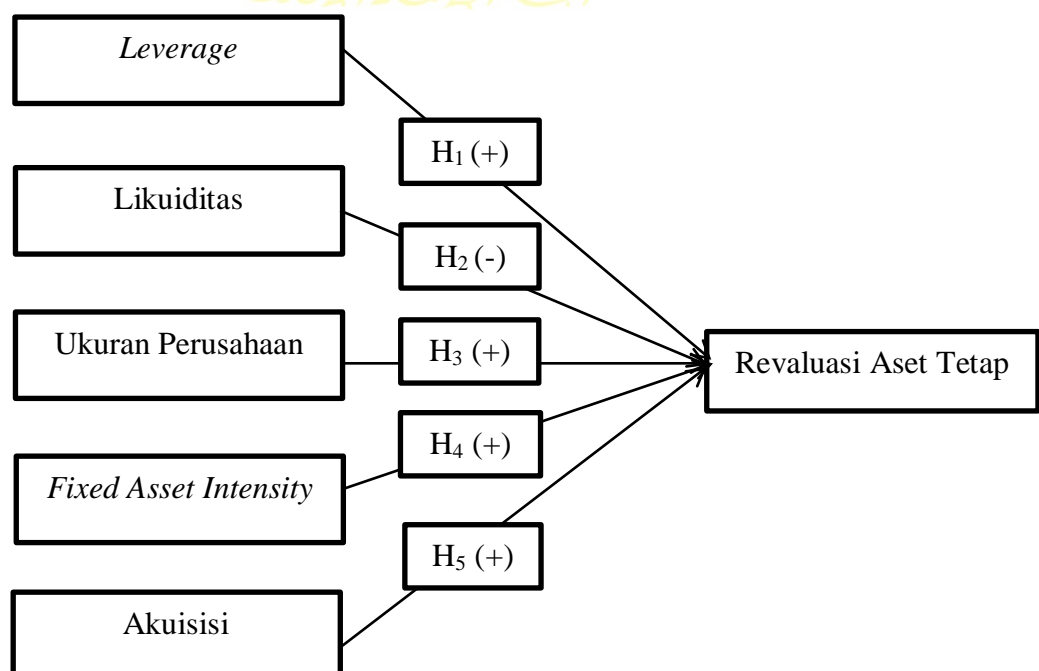 Leverage
H₁ (+)
Likuiditas
H₂ (-)
Ukuran Perusahaan
H₃ (+)
Revaluasi Aset Tetap
H₄ (+)
Fixed Asset Intensity
H₅ (+)
Akuisisi